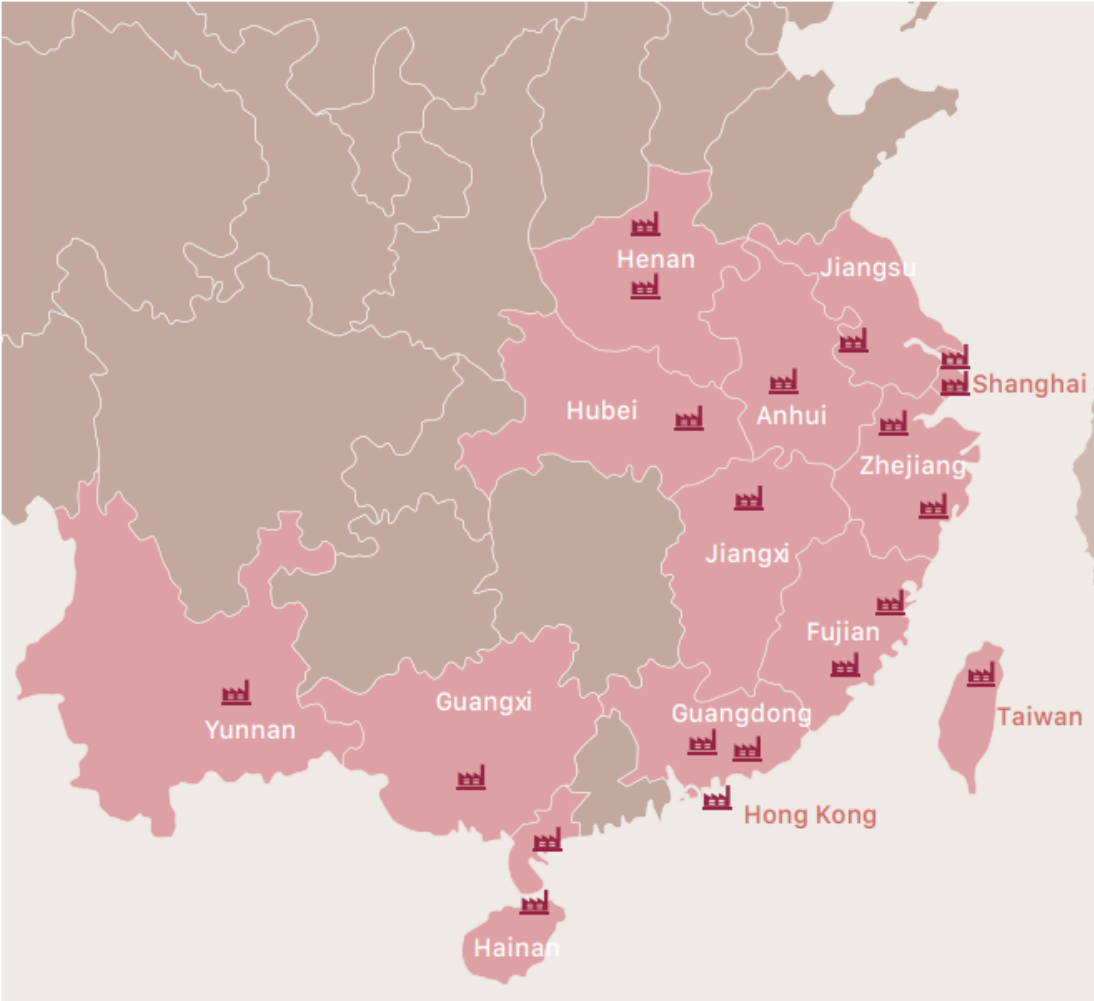 Henan
Jiangsu
Shanghai
Hubei
Anhui
Zhejiang
Jiangxi
Fujian
Guangxi
Guangdong
Taiwan
Yunnan
Hong Kong
Hainan